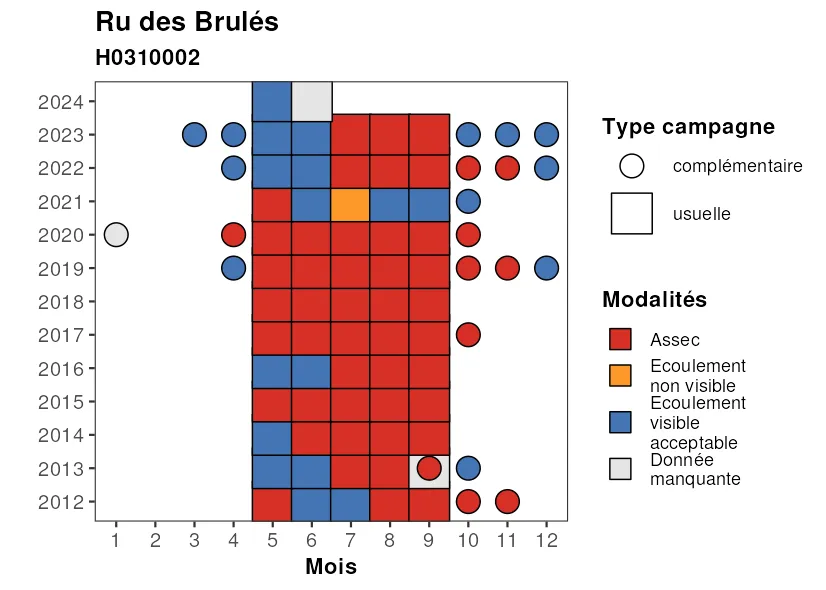 Ru des Brulés
H0310002
2024
2023
2022
2021
2020
2019
2018
2017
2016
2015
2014
2013
2012
1 2 3 4 5 6 7 8 9 10 11 12
Mois
Type campagne
complémentaire
usuelle
Modalités
Assec
Ecoulement
non visible
Ecoulement
visible
acceptable
Donnée
manquante